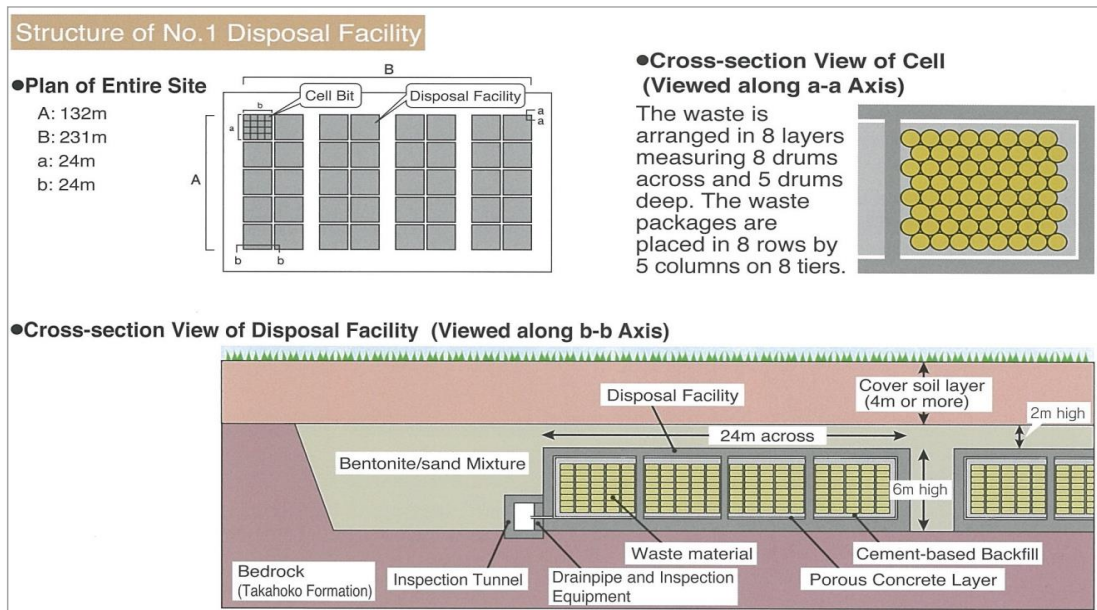 Structure of No.1 Disposal Facility
●Plan of Entire Site
A: 132m
B: 231m
a: 24m
b: 24m
B
b
Cell Bit
Disposal Facility
a
a
a
A
b
b
●Cross-section View of Cell
(Viewed along a-a Axis)
The waste is
arranged in 8 layers
measuring 8 drums
across and 5 drums
deep. The waste
packages are
placed in 8 rows by
5 columns on 8 tiers.
●Cross-section View of Disposal Facility (Viewed along b-b Axis)
Cover soil layer
(4m or more)
Disposal Facility
2m high
24m across
Bentonite/sand Mixture
6m high
Waste material
Cement-based Backfill
Bedrock
(Takahoko Formation)
Inspection Tunnel
Drainpipe and Inspection
Equipment
Porous Concrete Layer